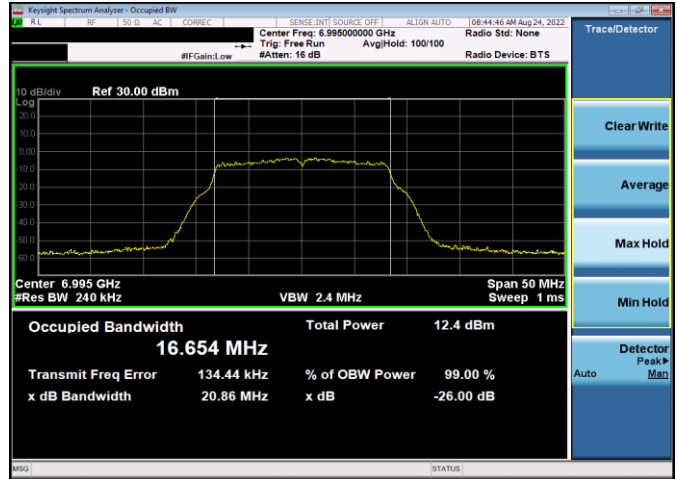 Keysight Spectrum Analyzer - Occupied BW
RL RF 50 Ω AC CORREC SENSE:INT SOURCE OFF ALIGN AUTO 08:44:46 AM Aug 24, 2022
Center Freq: 6.995000000 GHz Radio Std: None
Trig: Free Run Avg|Hold: 100/100
#IFGain:Low #Atten: 16 dB Radio Device: BTS
10 dB/div Ref 30.00 dBm
Log
20.0
10.0
0.00
-10.0
-20.0
-30.0
-40.0
-50.0
-60.0
Center 6.995 GHz Span 50 MHz
#Res BW 240 kHz VBW 2.4 MHz Sweep 1 ms
Occupied Bandwidth Total Power 12.4 dBm
16.654 MHz
Transmit Freq Error 134.44 kHz % of OBW Power 99.00 %
x dB Bandwidth 20.86 MHz x dB -26.00 dB
MSG STATUS
Trace/Detector
Clear Write
Average
Max Hold
Min Hold
Detector
Peak▶
Auto Man